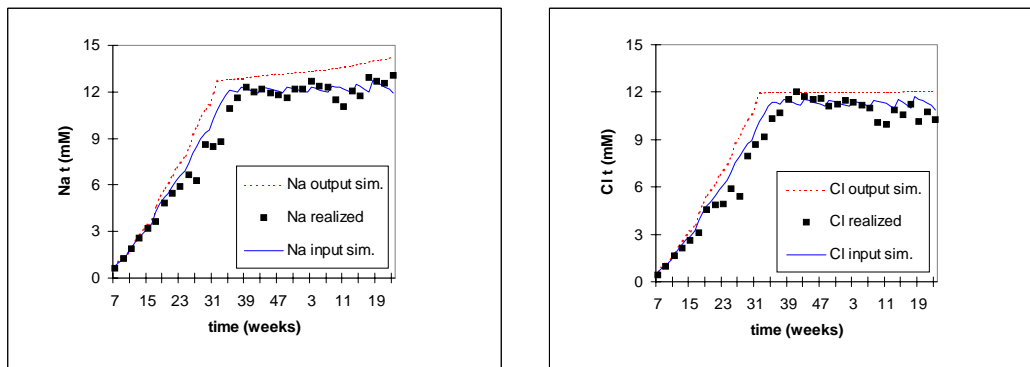 15
12
9
6
3
0
Na t (mM)
Na output sim.
Na realized
Na input sim.
7 15 23 31 39 47 3 11 19
time (weeks)
15
12
9
6
3
0
Cl t (mM)
Cl output sim.
Cl realized
Cl input sim.
7 15 23 31 39 47 3 11 19
time (weeks)